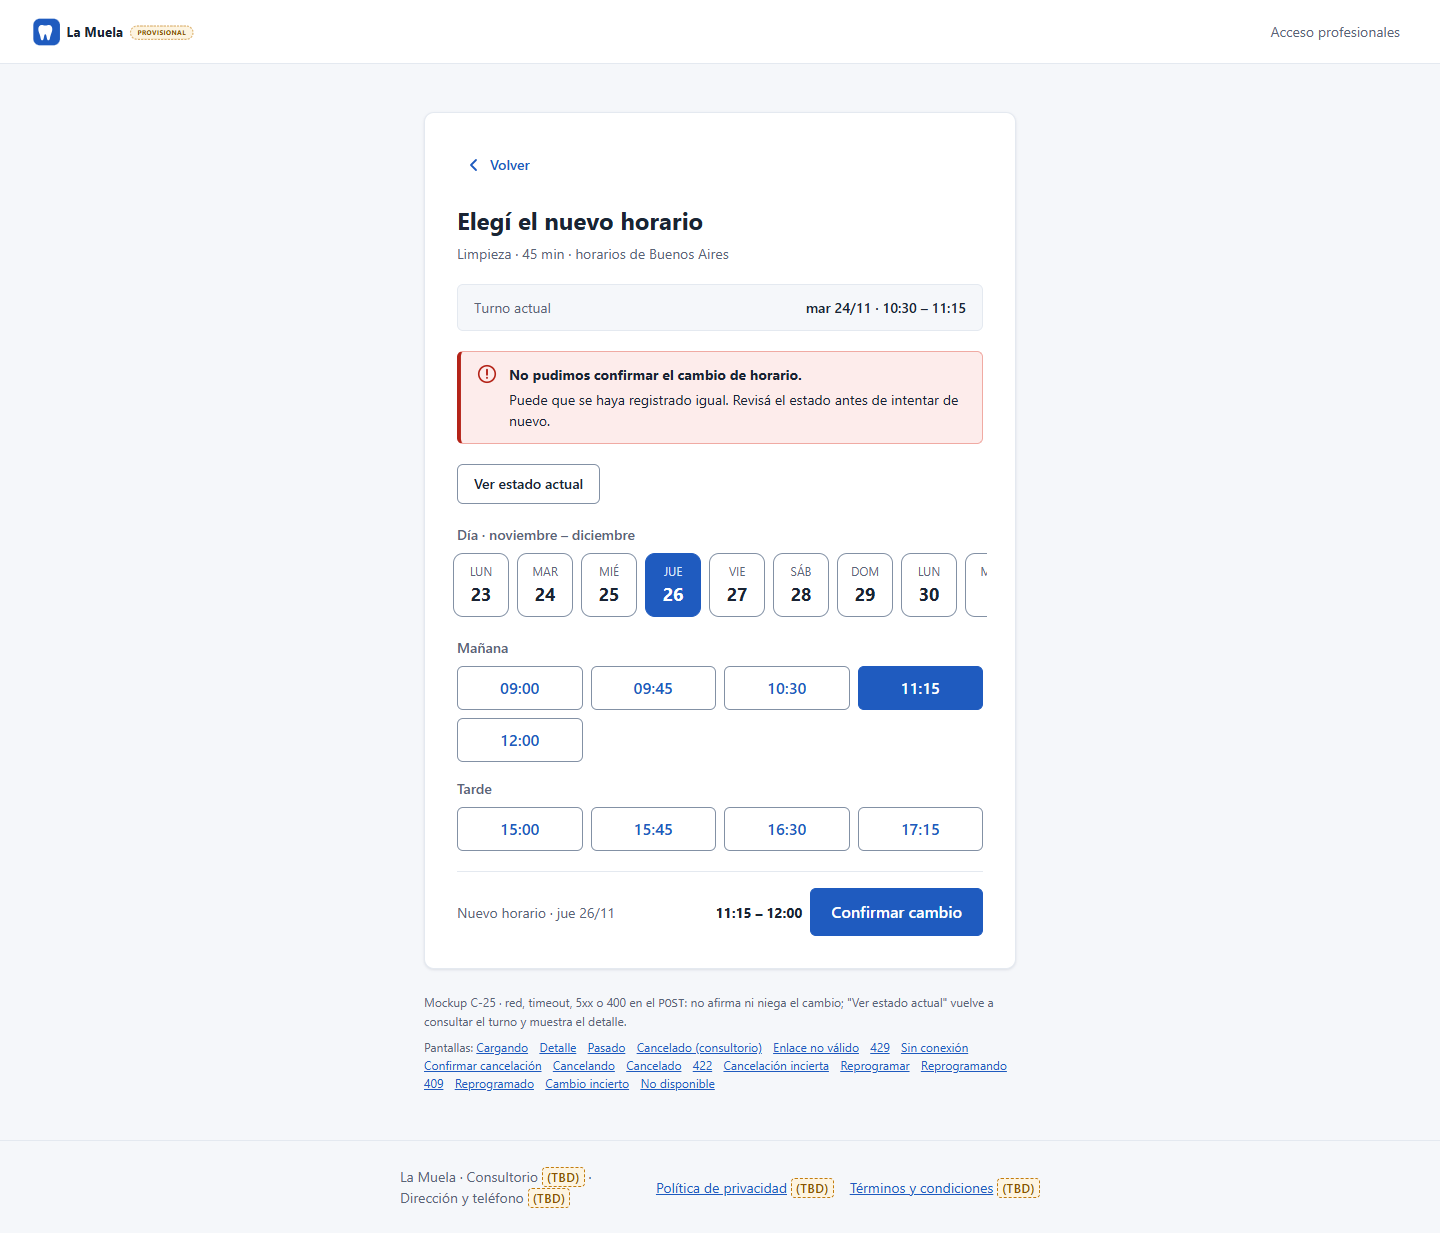 La Muela PROVISIONAL
Acceso profesionales
Volver
Elegí el nuevo horario
Limpieza · 45 min · horarios de Buenos Aires
Turno actual mar 24/11 · 10:30 – 11:15
No pudimos confirmar el cambio de horario.
Puede que se haya registrado igual. Revisá el estado antes de intentar de
nuevo.
Ver estado actual
Día · noviembre – diciembre
LUN MAR MIÉ JUE VIE SÁB DOM LUN
23 24 25 26 27 28 29 30
Mañana
09:00 09:45 10:30 11:15
12:00
Tarde
15:00 15:45 16:30 17:15
Nuevo horario · jue 26/11 11:15 – 12:00 Confirmar cambio
Mockup C-25 · red, timeout, 5xx o 400 en el POST: no afirma ni niega el cambio; "Ver estado actual" vuelve a
consultar el turno y muestra el detalle.
Pantallas: Cargando Detalle Pasado Cancelado (consultorio) Enlace no válido 429 Sin conexión
Confirmar cancelación Cancelando Cancelado 422 Cancelación incierta Reprogramar Reprogramando
409 Reprogramado Cambio incierto No disponible
La Muela · Consultorio (TBD) ·
Dirección y teléfono (TBD)
Política de privacidad (TBD) Términos y condiciones (TBD)